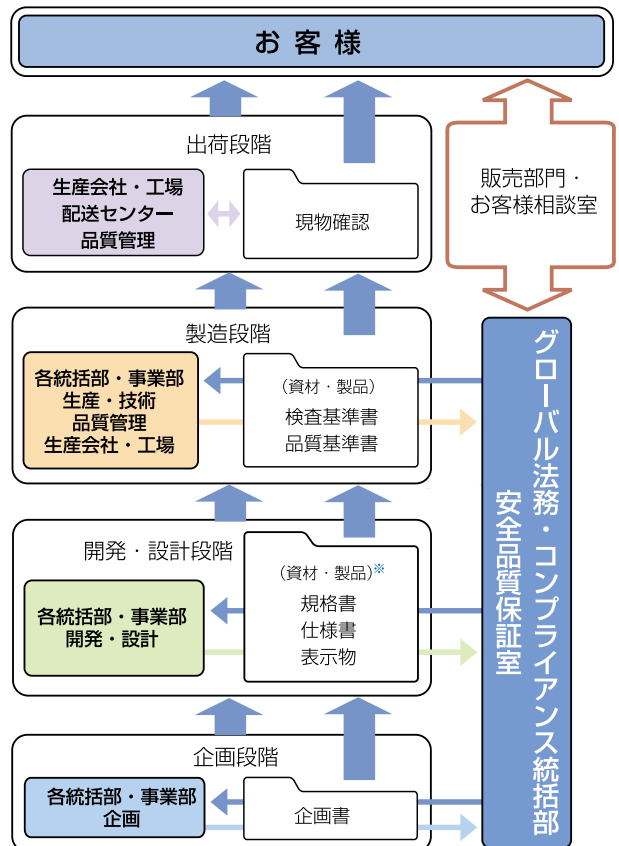 お客様
出荷段階
生産会社・工場
配送センター
品質管理
現物確認
販売部門・
お客様相談室
製造段階
各統括部・事業部
生産・技術
品質管理
生産会社・工場
（資材・製品）
検査基準書
品質基準書
グローバル法務・コンプライアンス統括部
安全品質保証室
開発・設計段階
各統括部・事業部
開発・設計
（資材・製品）※
規格書
仕様書
表示物
企画段階
各統括部・事業部
企画
企画書